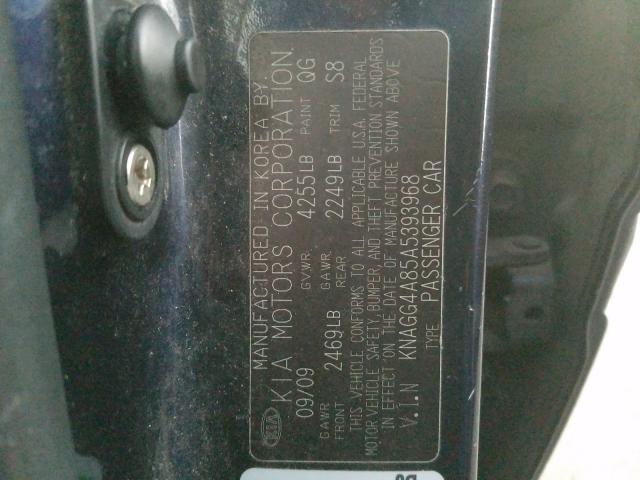 MANUFACTURED IN KOREA BY.
KIA KIA MOTORS CORPORATION
09/09 GVWR 4255LB PAINT QG
GAWR FRONT 2469LB GAWR REAR 2249LB TRIM S8
THIS VEHICLE CONFORMS TO ALL APPLICABLE U.S.A. FEDERAL
MOTOR VEHICLE SAFETY, BUMPER, AND THEFT PREVENTION STANDARDS
IN EFFECT ON THE DATE OF MANUFACTURE SHOWN ABOVE
V.I.N KNAGG4A85A5393968
TYPE PASSENGER CAR